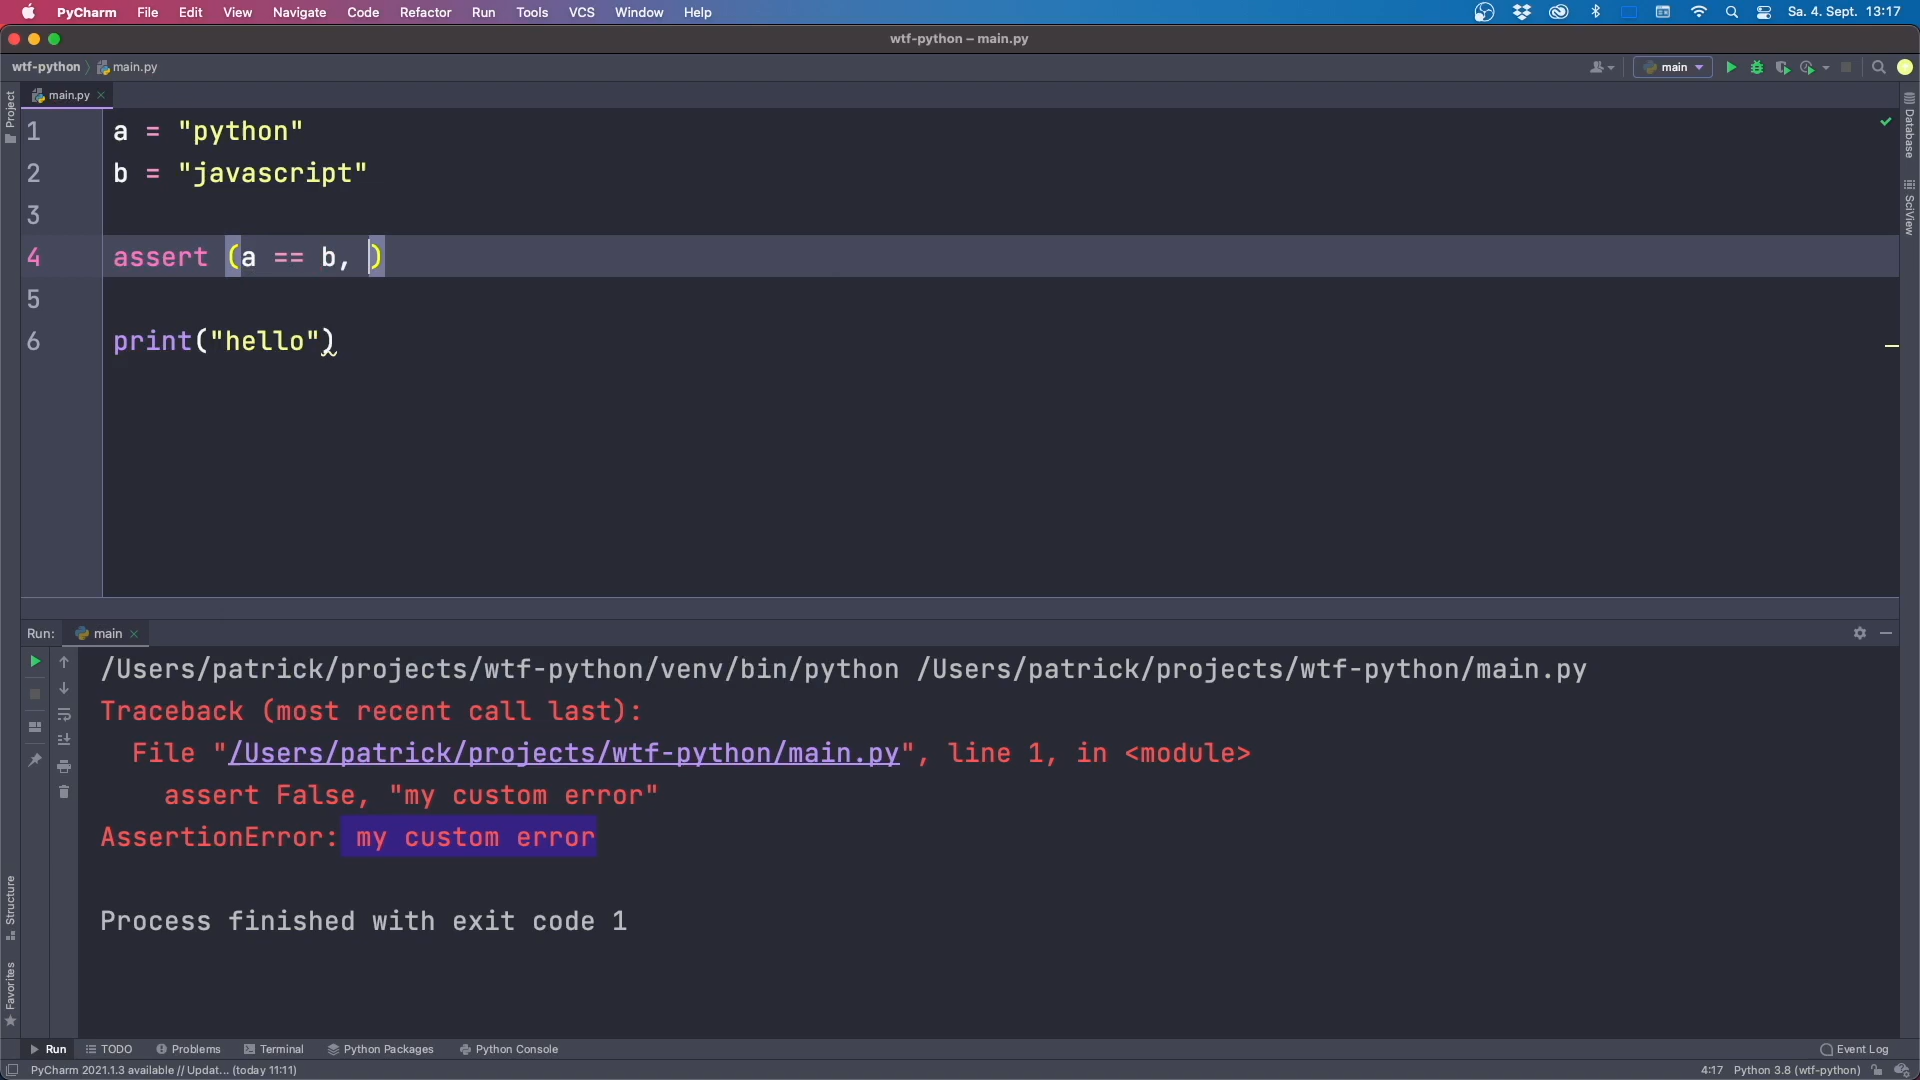 PyCharm File Edit View Navigate Code Refactor Run Tools VCS Window Help Sa. 4. Sept. 13:17
wtf-python – main.py
wtf-python main.py main
main.py
Project
Database
SciView
1 a = "python"
2 b = "javascript"
3
4 assert (a == b, )
5
6 print("hello")
Run: main
/Users/patrick/projects/wtf-python/venv/bin/python /Users/patrick/projects/wtf-python/main.py
Traceback (most recent call last):
File "/Users/patrick/projects/wtf-python/main.py", line 1, in <module>
assert False, "my custom error"
AssertionError: my custom error
Process finished with exit code 1
Structure
Favorites
Run TODO Problems Terminal Python Packages Python Console Event Log
PyCharm 2021.1.3 available // Updat... (today 11:11) 4:17 Python 3.8 (wtf-python)